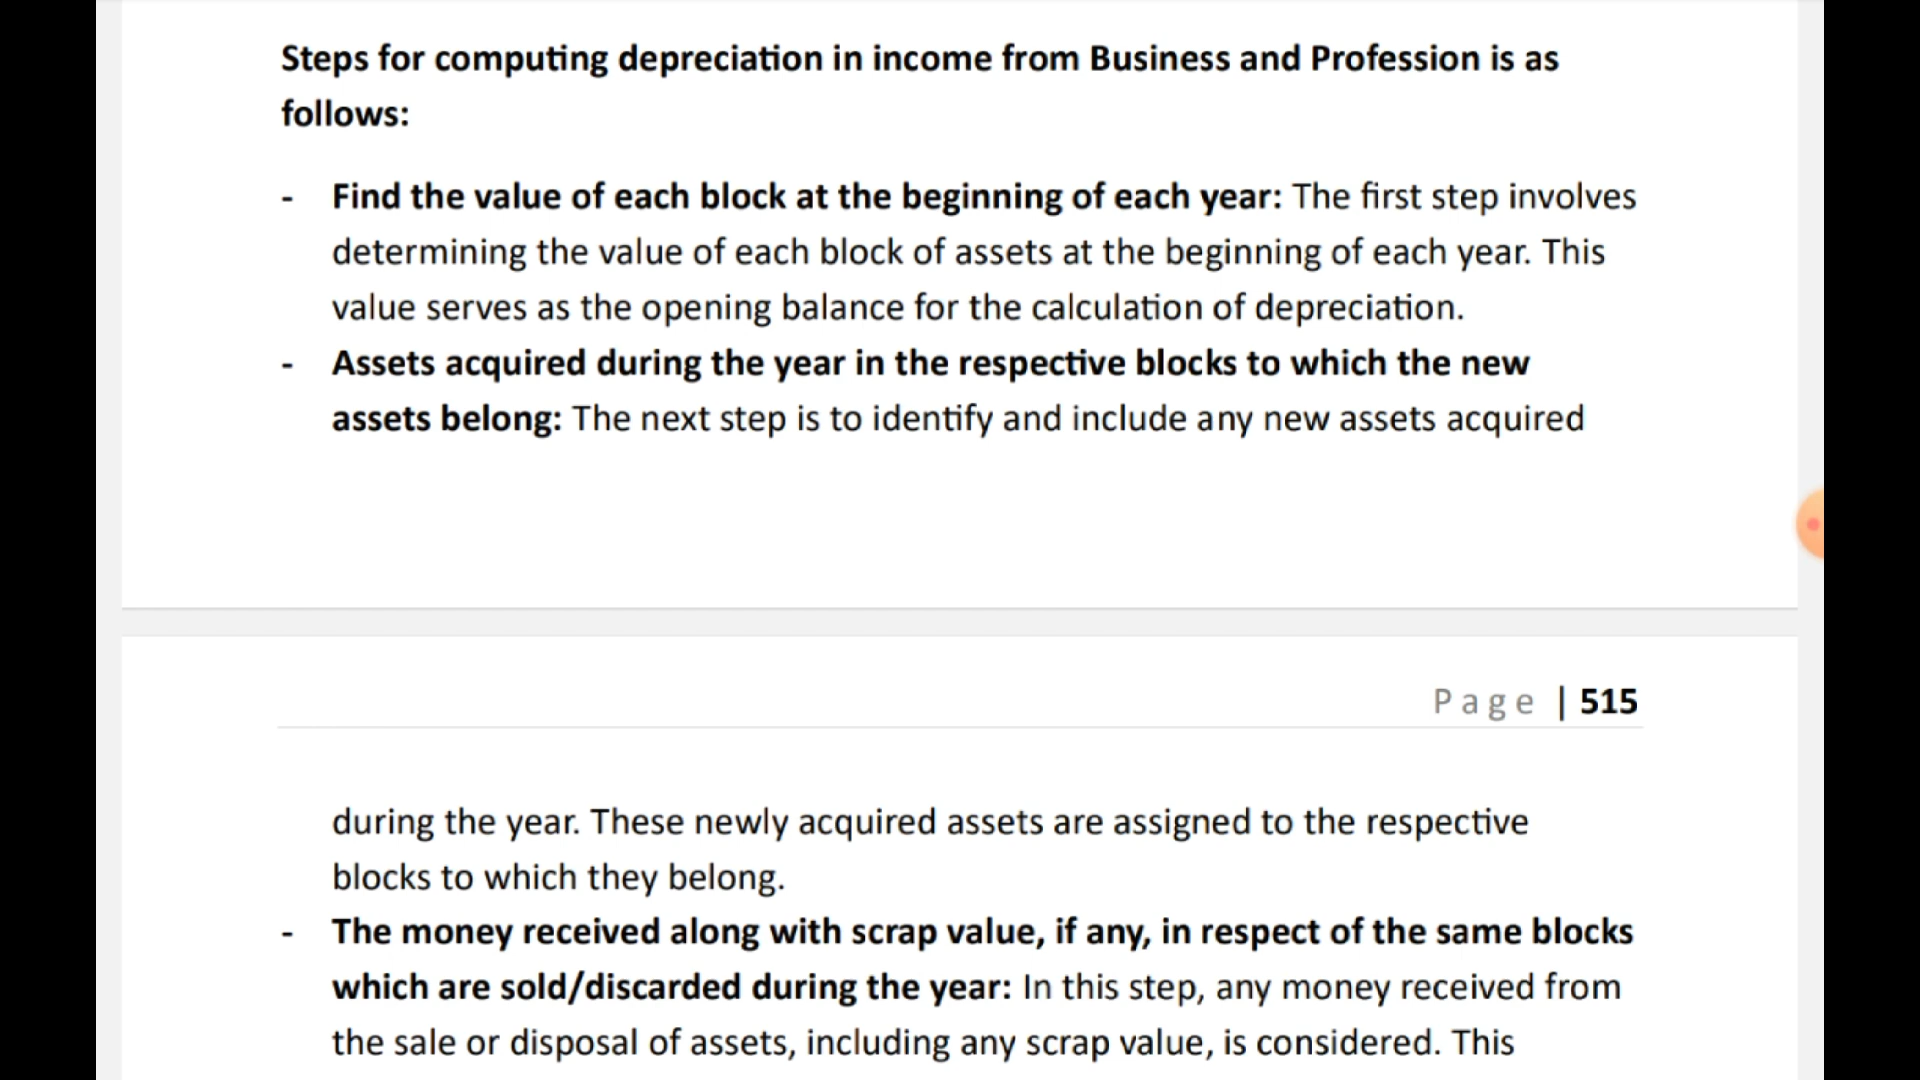 Steps for computing depreciation in income from Business and Profession is as
follows:
- Find the value of each block at the beginning of each year: The first step involves
determining the value of each block of assets at the beginning of each year. This
value serves as the opening balance for the calculation of depreciation.
- Assets acquired during the year in the respective blocks to which the new
assets belong: The next step is to identify and include any new assets acquired
Page | 515
during the year. These newly acquired assets are assigned to the respective
blocks to which they belong.
- The money received along with scrap value, if any, in respect of the same blocks
which are sold/discarded during the year: In this step, any money received from
the sale or disposal of assets, including any scrap value, is considered. This